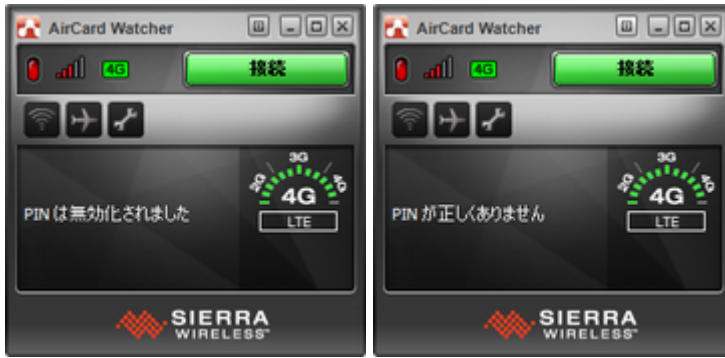 AirCard Watcher
4G
接続
PINは無効化されました
2G
3G
4G
4G
LTE
SIERRA
WIRELESS™
AirCard Watcher
4G
接続
PINが正しくありません
2G
3G
4G
4G
LTE
SIERRA
WIRELESS™